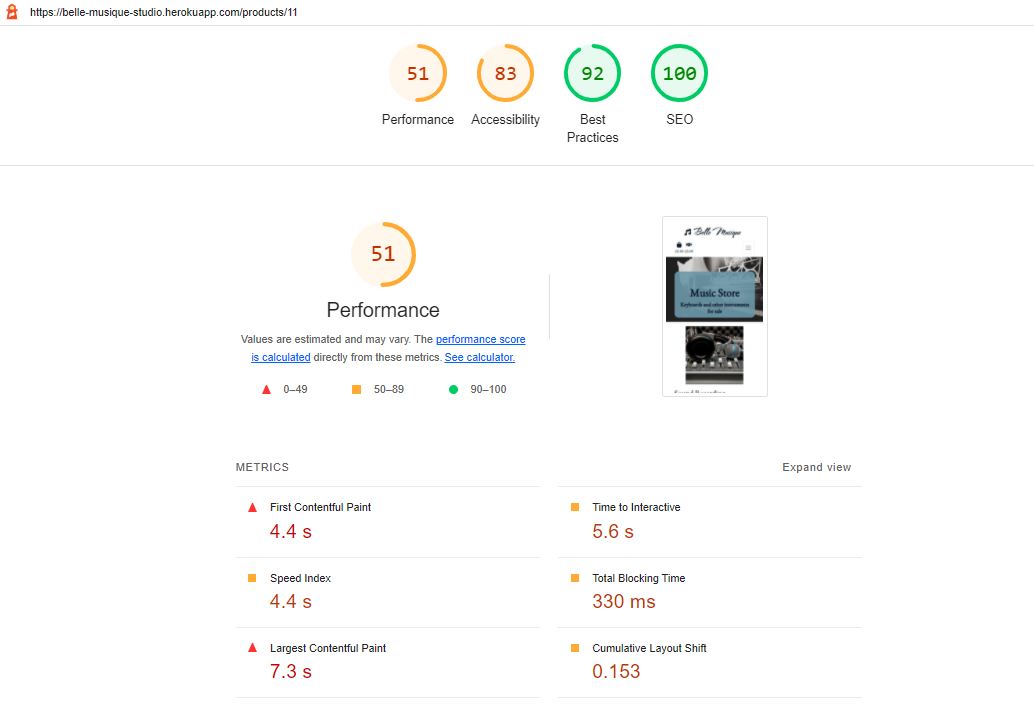 https://belle-musique-studio.herokuapp.com/products/11
51
83
92
100
Performance
Accessibility
Best
Practices
SEO
51
Performance
Values are estimated and may vary. The performance score
is calculated directly from these metrics. See calculator.
0–49
50–89
90–100
Belle Musique
Music Store
Keyboards and other instruments
for sale
METRICS
Expand view
First Contentful Paint
4.4 s
Time to Interactive
5.6 s
Speed Index
4.4 s
Total Blocking Time
330 ms
Largest Contentful Paint
7.3 s
Cumulative Layout Shift
0.153